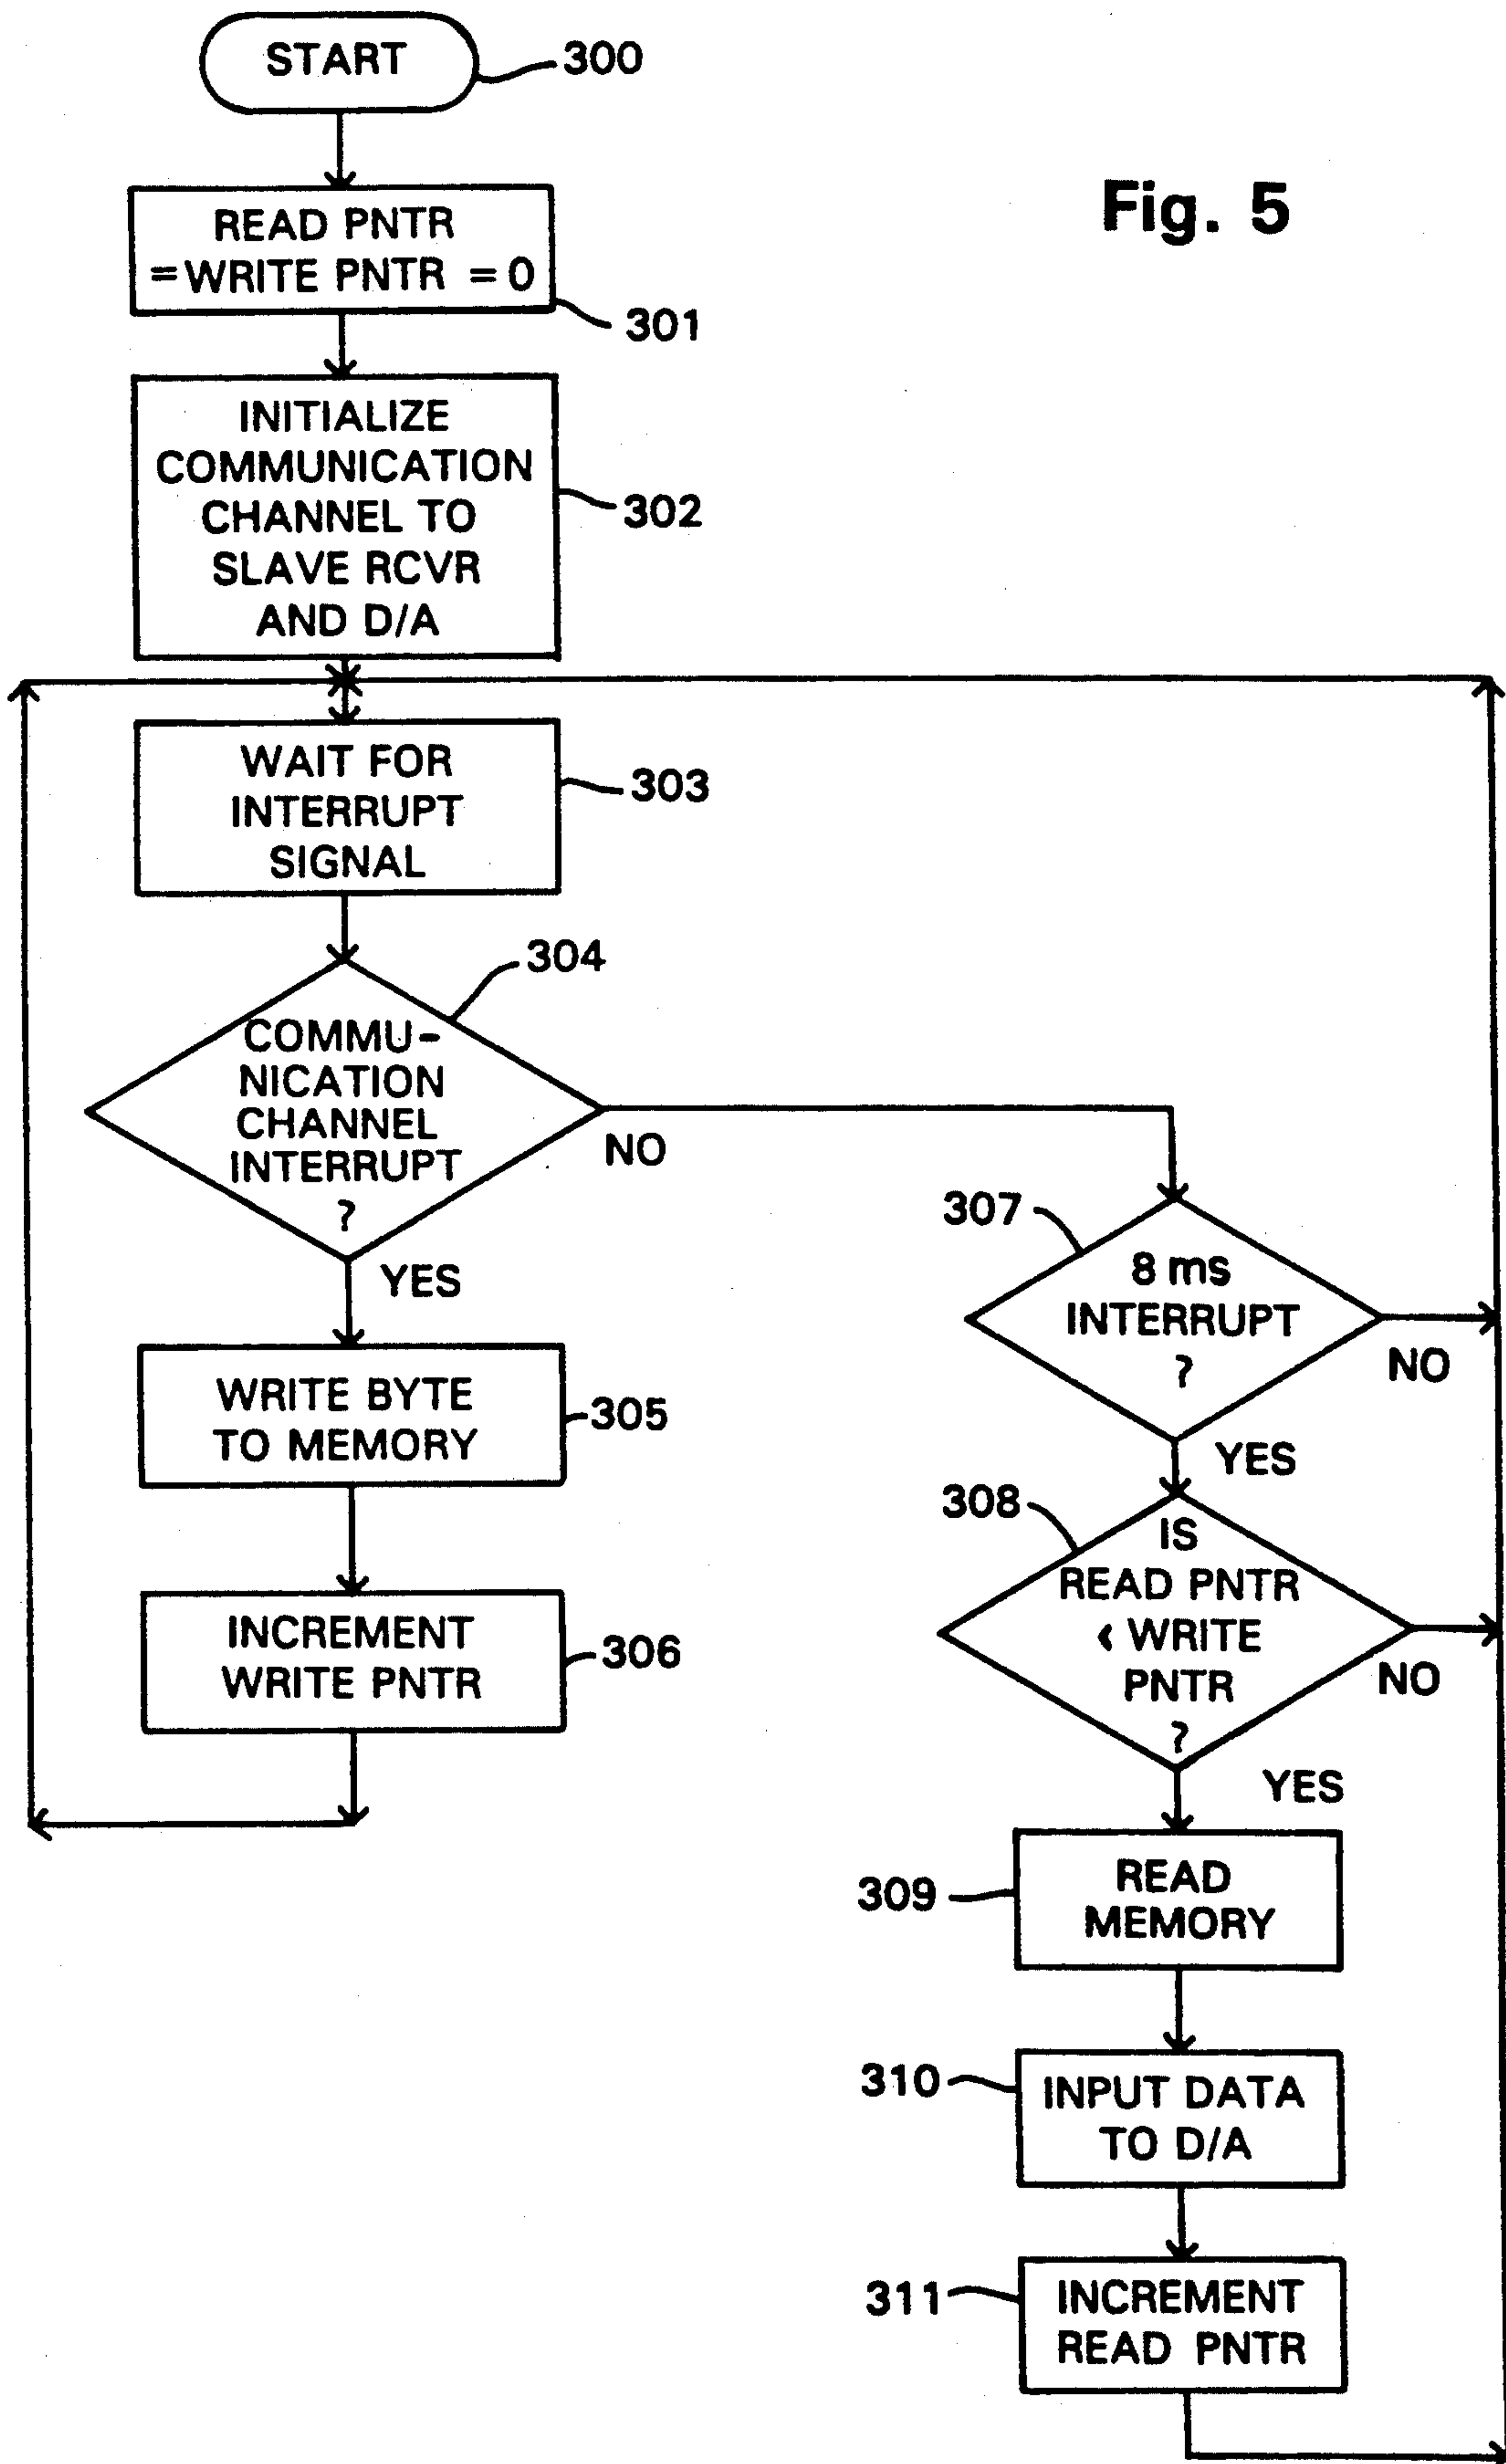 START
300
Fig. 5
READ PNTR
=WRITE PNTR =0
301
INITIALIZE
COMMUNICATION
CHANNEL TO
SLAVE RCVR
AND D/A
302
WAIT FOR
INTERRUPT
SIGNAL
303
304
COMMU-
NICATION
CHANNEL
INTERRUPT
?
NO
YES
WRITE BYTE
TO MEMORY
305
INCREMENT
WRITE PNTR
306
307
8 ms
INTERRUPT
?
NO
YES
308
IS
READ PNTR
< WRITE
PNTR
?
NO
YES
309
READ
MEMORY
310
INPUT DATA
TO D/A
311
INCREMENT
READ PNTR